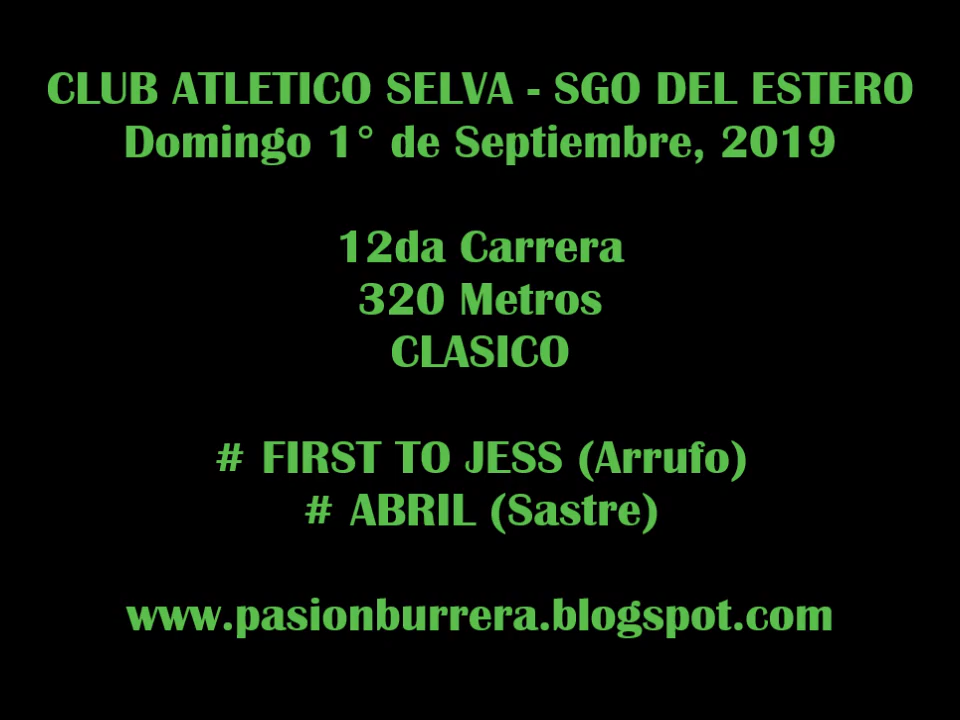 CLUB ATLETICO SELVA - SGO DEL ESTERO
Domingo 1° de Septiembre, 2019
12da Carrera
320 Metros
CLASICO
# FIRST TO JESS (Arrufo)
# ABRIL (Sastre)
www.pasionburrera.blogspot.com